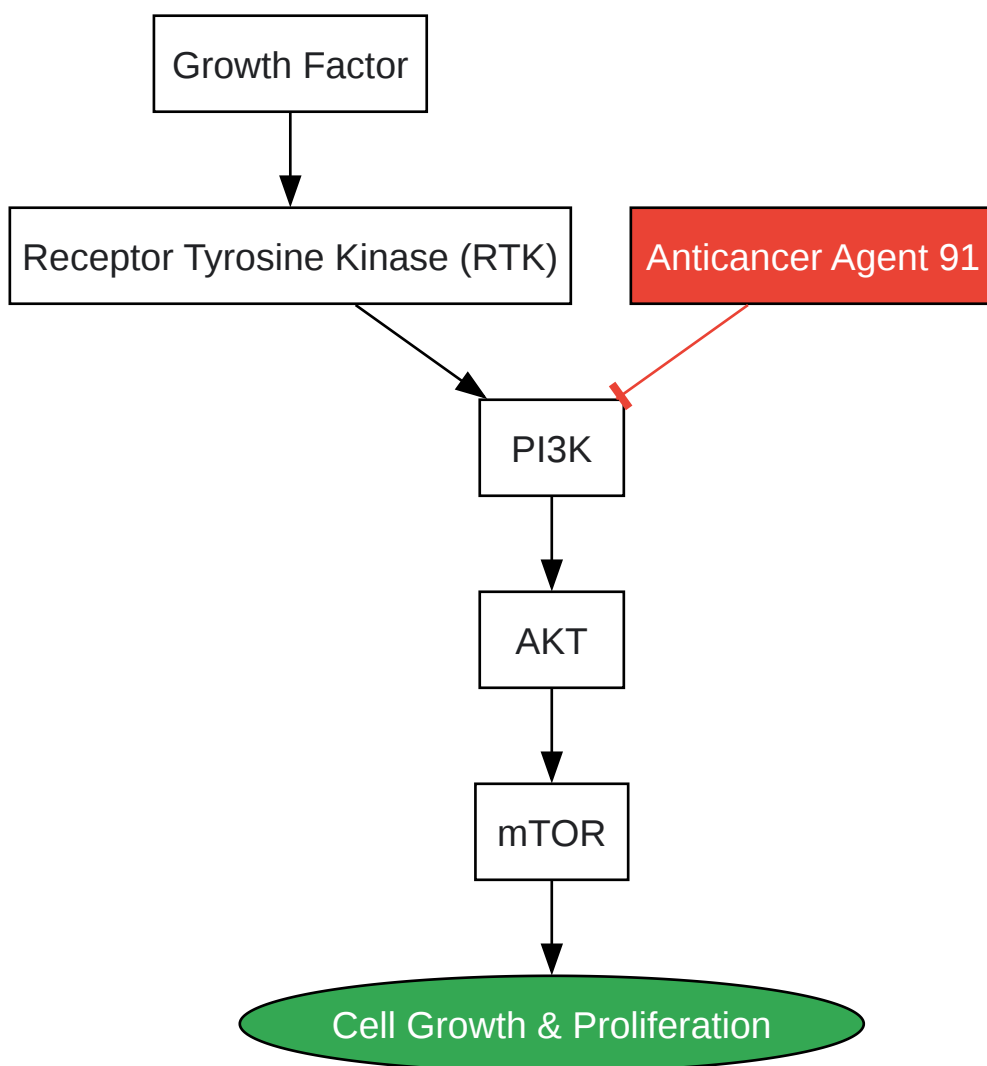 Growth Factor
Receptor Tyrosine Kinase (RTK)
Anticancer Agent 91
PI3K
AKT
mTOR
Cell Growth & Proliferation